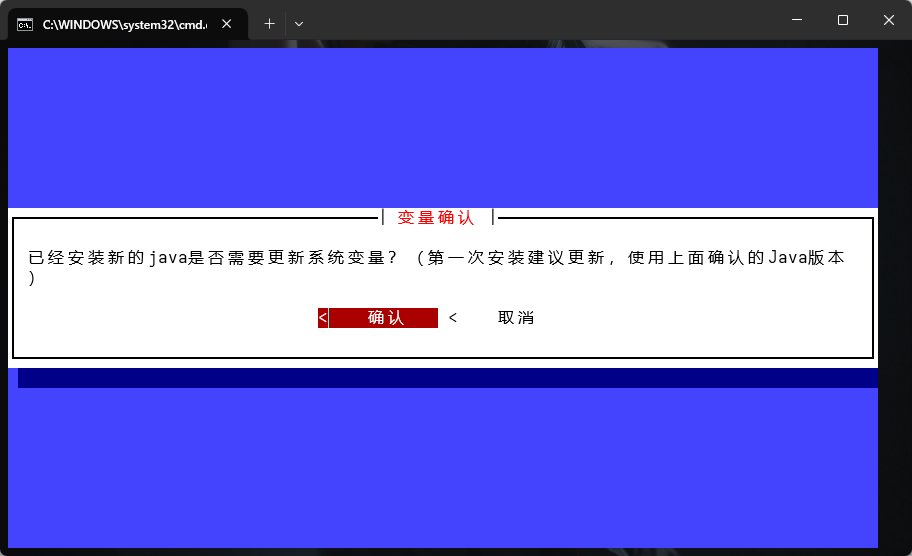 C:\WINDOWS\system32\cmd.
变量确认
已经安装新的java是否需要更新系统变量？（第一次安装建议更新，使用上面确认的Java版本
）
< 确认 < 取消